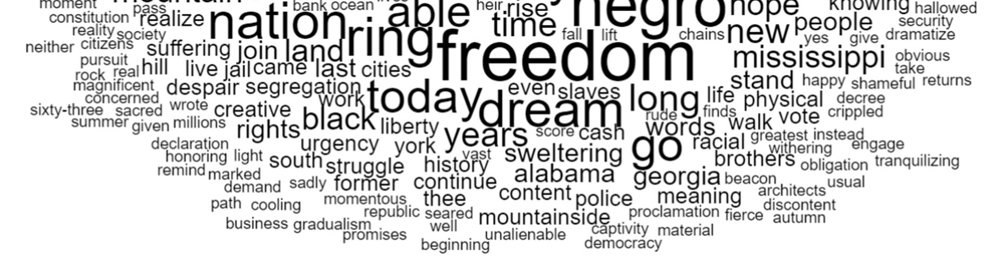 moment mountain
pass bank ocean heir rise negro hope knowing hallowed
constitution realize nation able time new people security
reality society ring fall lift chains yes give dramatize
neither citizens suffering join land freedom mississippi obvious
pursuit rock real hill live jail came last cities take
magnificent despair segregation today even slaves long stand happy shameful returns
concerned work dream life physical decree
sixty-three sacred wrote creative black rude finds vote crippled
summer given millions rights liberty years score cash words walk
declaration urgency york go racial greatest instead
honoring light south vast sweltering brothers withering engage
remind marked struggle history alabama georgia obligation tranquilizing
demand sadly former continue beacon usual
path cooling momentous thee content police meaning architects discontent
business gradualism republic seared mountainside proclamation fierce autumn
promises well unalienable captivity material
beginning democracy